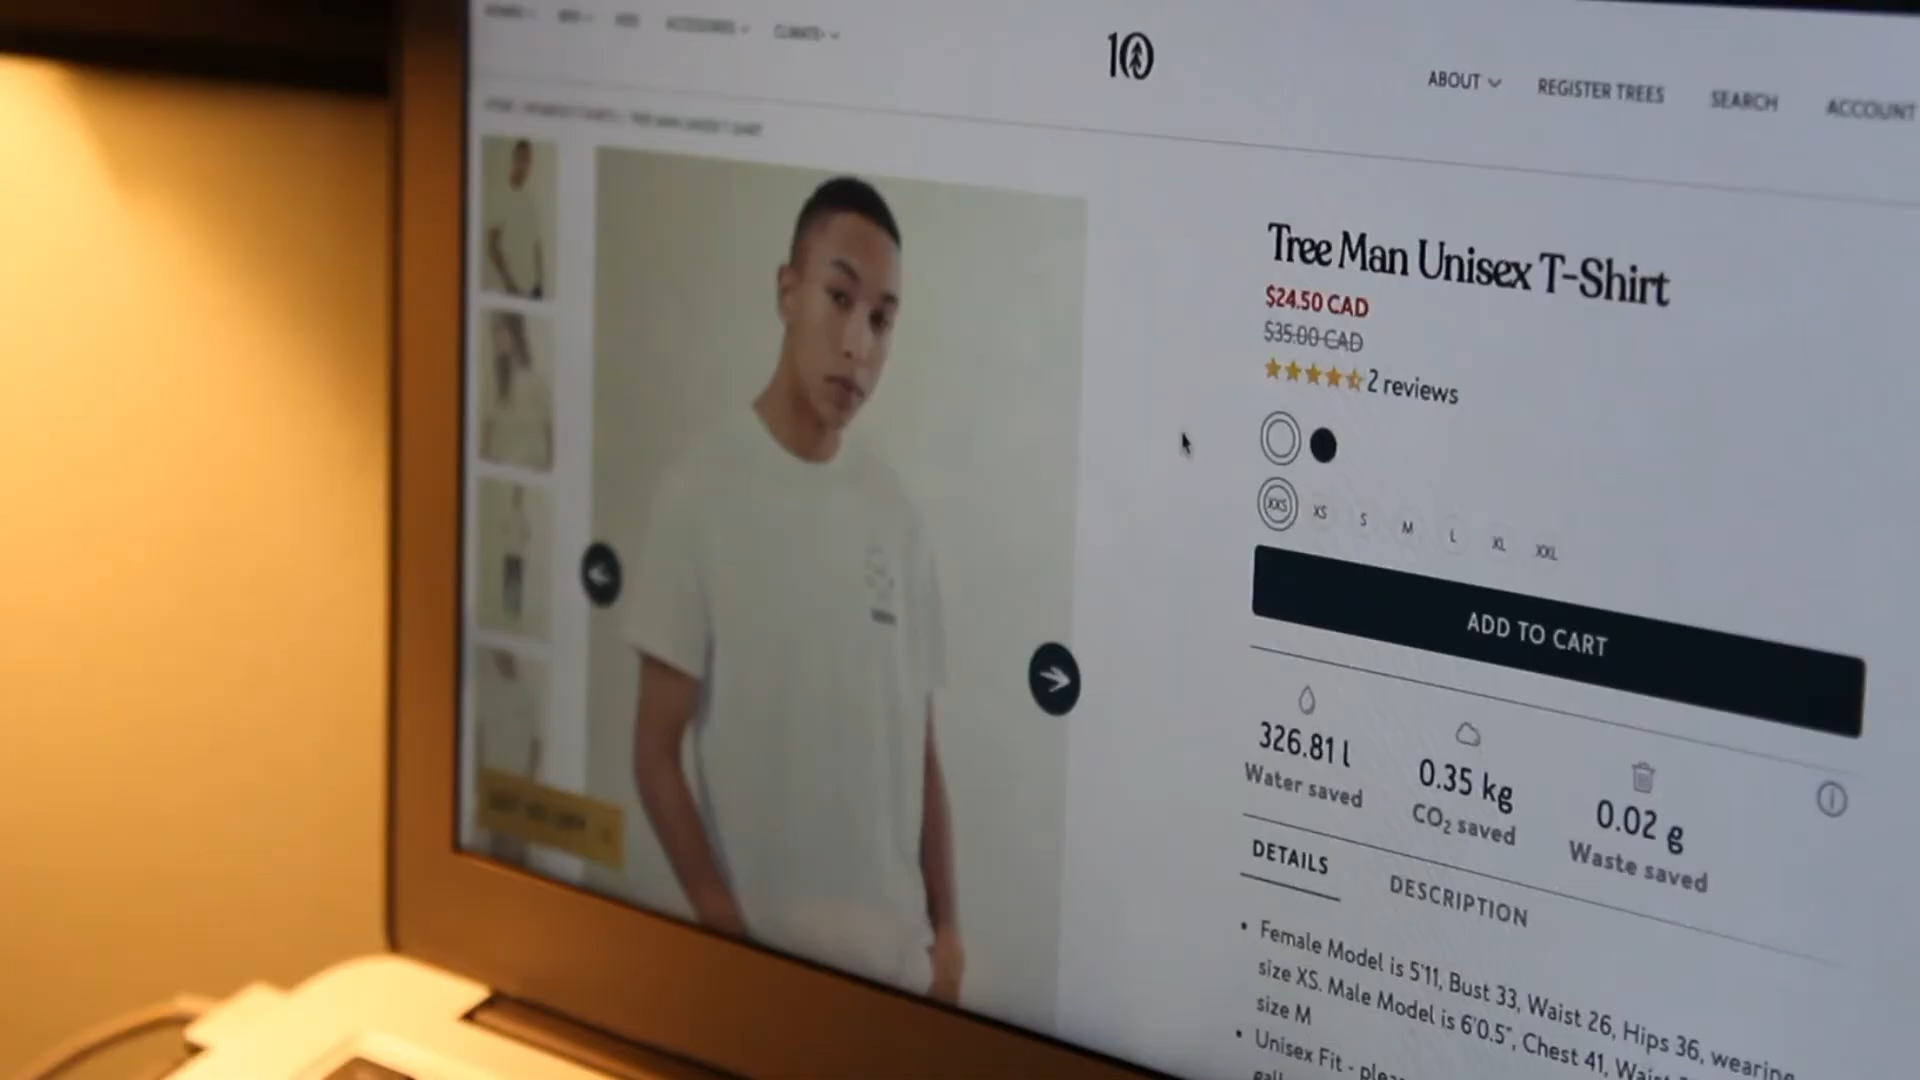 ACCESSORIES
CLIMATE+
10
ABOUT
REGISTER TREES
SEARCH
ACCOUNT
Tree Man Unisex T-Shirt
$24.50 CAD
$35.00 CAD
2 reviews
XXS XS S M L XL XXL
ADD TO CART
326.81 l
Water saved
0.35 kg
CO₂ saved
0.02 g
Waste saved
DETAILS
DESCRIPTION
• Female Model is 5'11, Bust 33, Waist 26, Hips 36, wearing
size XS. Male Model is 6'0.5", Chest 41,
size M
• Unisex Fit -